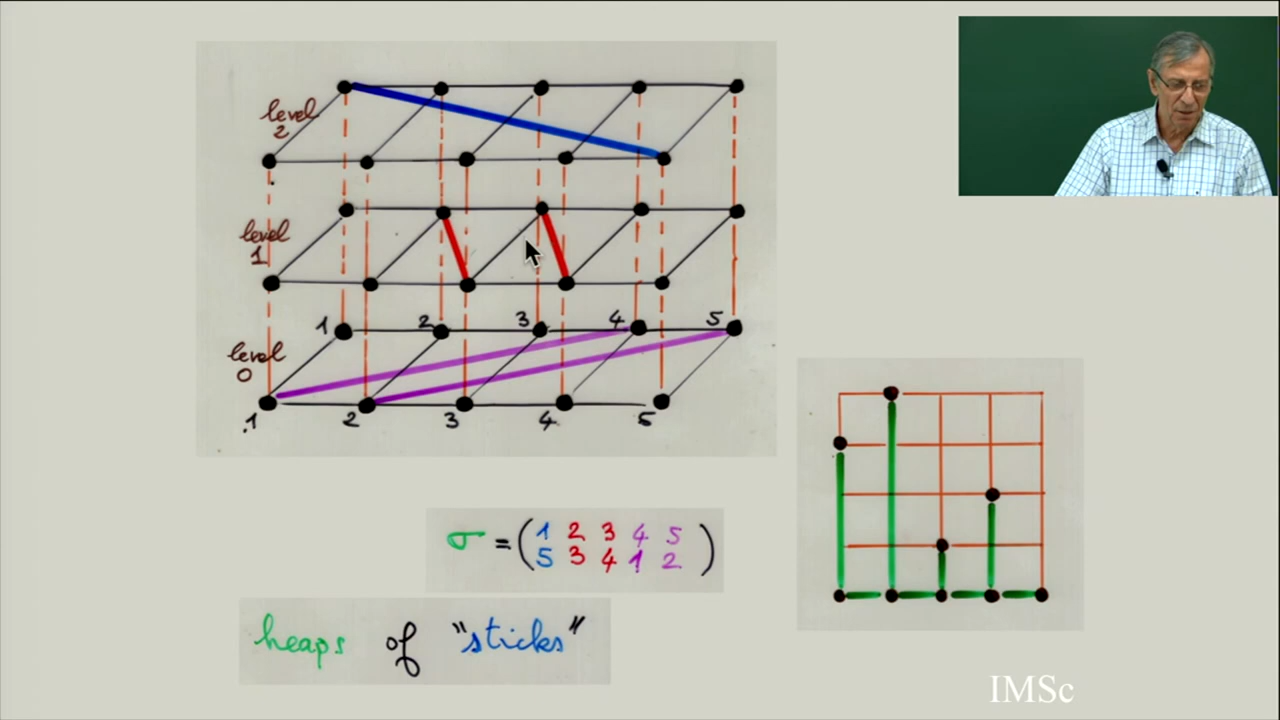 level
2
level
1
1 2 3 4 5
level
0
.1 2 3 4 5
σ = ( 1 2 3 4 5
5 3 4 1 2 )
heaps of "sticks"
IMSc